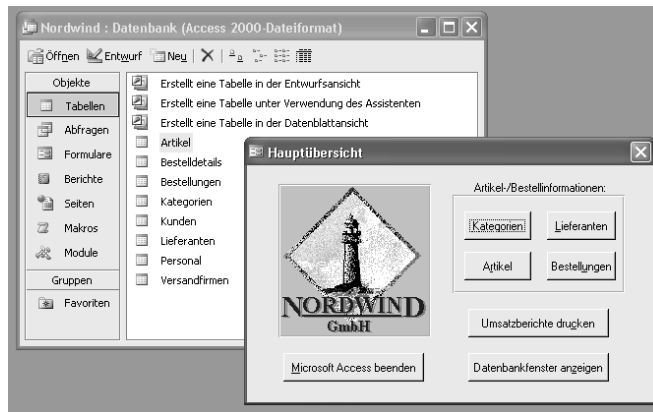 Nordwind : Datenbank (Access 2000-Dateiformat)
Öffnen Entwurf Neu
Objekte
Tabellen
Abfragen
Formulare
Berichte
Seiten
Makros
Module
Gruppen
Favoriten
Erstellt eine Tabelle in der Entwurfsansicht
Erstellt eine Tabelle unter Verwendung des Assistenten
Erstellt eine Tabelle in der Datenblattansicht
Artikel
Bestelldetails
Bestellungen
Kategorien
Kunden
Lieferanten
Personal
Versandfirmen
Hauptübersicht
NORDWIND
GmbH
Microsoft Access beenden
Artikel-/Bestellinformationen:
Kategorien Lieferanten
Artikel Bestellungen
Umsatzberichte drucken
Datenbankfenster anzeigen